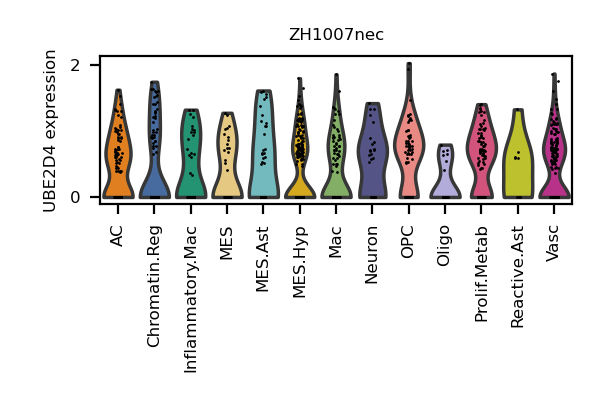 ZH1007nec
UBE2D4 expression
2
0
AC
Chromatin.Reg
Inflammatory.Mac
MES
MES.Ast
MES.Hyp
Mac
Neuron
OPC
Oligo
Prolif.Metab
Reactive.Ast
Vasc